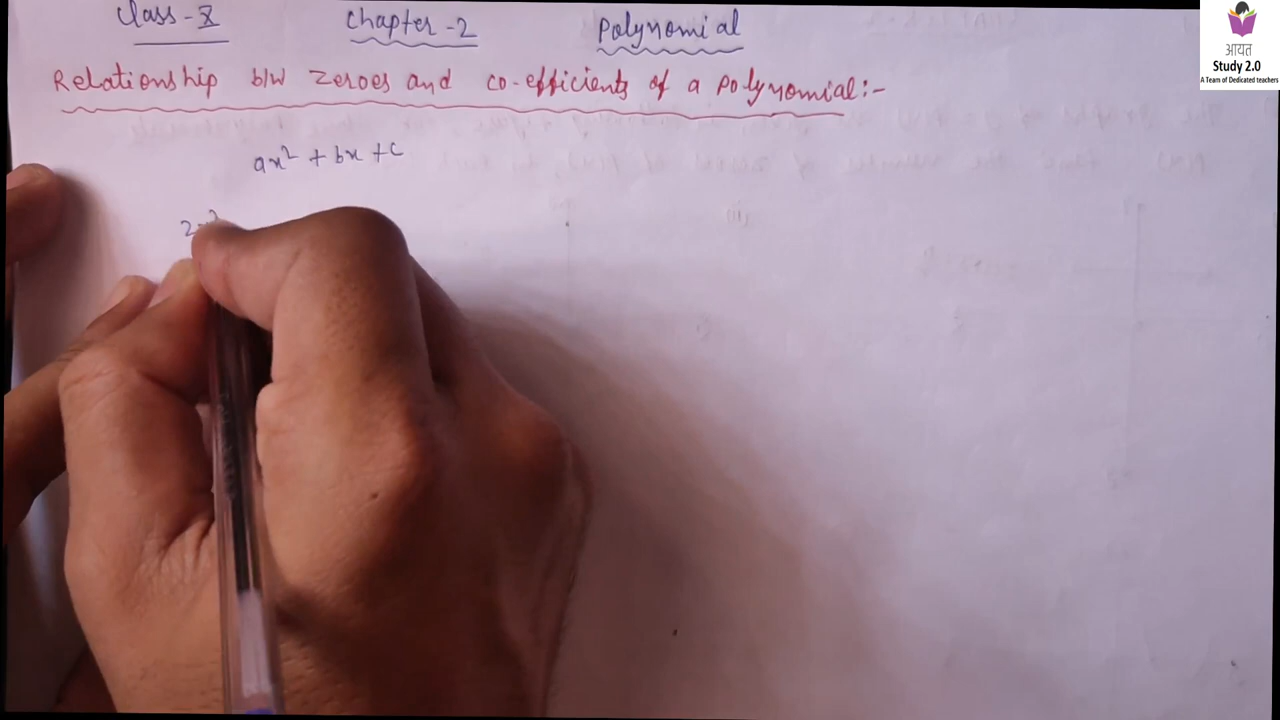 Class - X Chapter - 2 Polynomial
Relationship b/w zeroes and co-efficients of a polynomial:-
ax² + bx + c
2x²
आयत
Study 2.0
A Team of Dedicated teachers